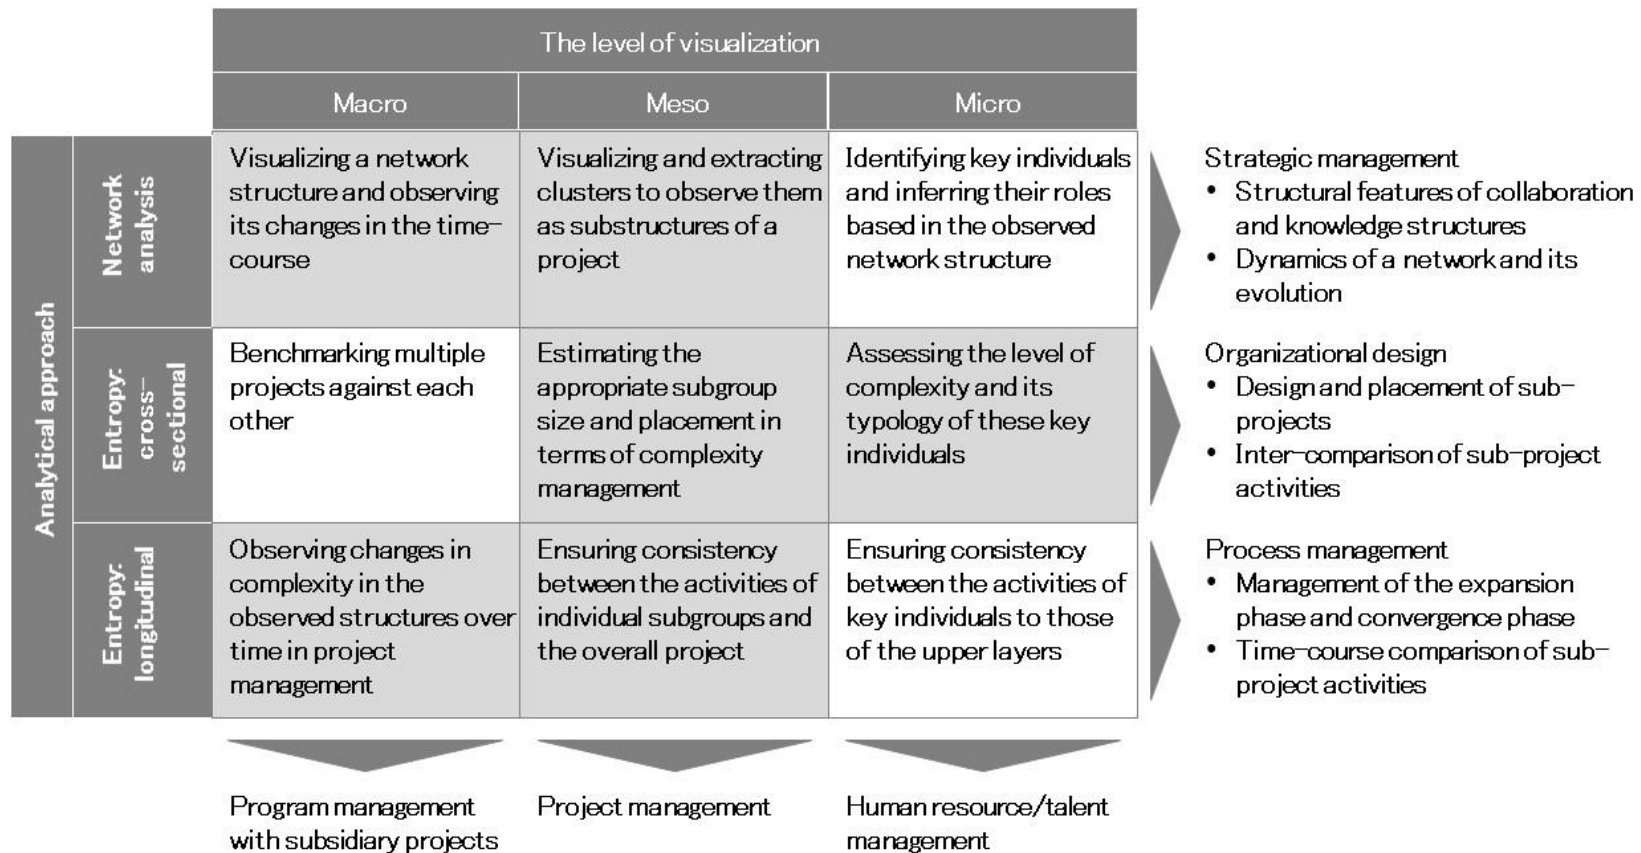 The level of visualization
Macro
Meso
Micro
Analytical approach
Network
analysis
Visualizing a network
structure and observing
its changes in the time-
course
Visualizing and extracting
clusters to observe them
as substructures of a
project
Identifying key individuals
and inferring their roles
based in the observed
network structure
Strategic management
• Structural features of collaboration
and knowledge structures
• Dynamics of a network and its
evolution
Entropy:
cross-
sectional
Benchmarking multiple
projects against each
other
Estimating the
appropriate subgroup
size and placement in
terms of complexity
management
Assessing the level of
complexity and its
typology of these key
individuals
Organizational design
• Design and placement of sub-
projects
• Inter-comparison of sub-project
activities
Entropy:
longitudinal
Observing changes in
complexity in the
observed structures over
time in project
management
Ensuring consistency
between the activities of
individual subgroups and
the overall project
Ensuring consistency
between the activities of
key individuals to those
of the upper layers
Process management
• Management of the expansion
phase and convergence phase
• Time-course comparison of sub-
project activities
Program management
with subsidiary projects
Project management
Human resource/talent
management